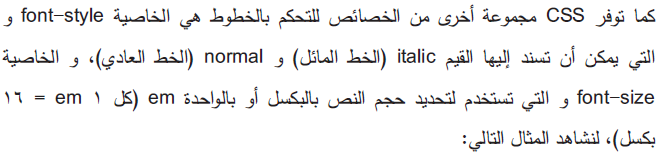 كما توفر CSS مجموعة أخرى من الخصائص للتحكم بالخطوط هي الخاصية font-style و
التي يمكن أن تسند إليها القيم italic (الخط المائل) و normal (الخط العادي)، و الخاصية
font-size و التي تستخدم لتحديد حجم النص بالبكسل أو بالواحدة em (كل ١ em = ١٦
بكسل)، لنشاهد المثال التالي: